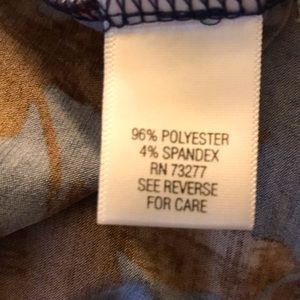 96% POLYESTER
4% SPANDEX
RN 73277
SEE REVERSE
FOR CARE